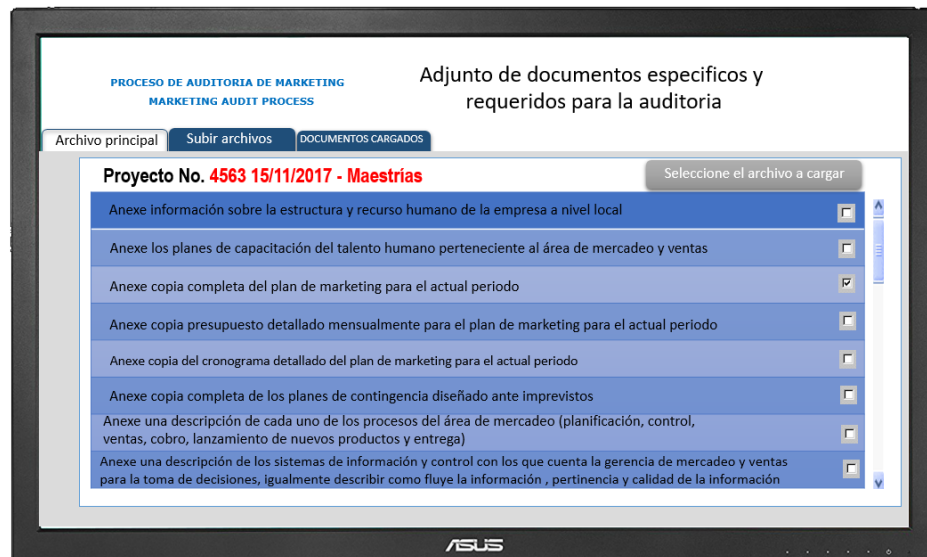 PROCESO DE AUDITORIA DE MARKETING
MARKETING AUDIT PROCESS
Adjunto de documentos especificos y
requeridos para la auditoria
Archivo principal
Subir archivos
DOCUMENTOS CARGADOS
Proyecto No. 4563 15/11/2017 - Maestrías
Seleccione el archivo a cargar
Anexe información sobre la estructura y recurso humano de la empresa a nivel local
Anexe los planes de capacitación del talento humano perteneciente al área de mercadeo y ventas
Anexe copia completa del plan de marketing para el actual periodo
Anexe copia presupuesto detallado mensualmente para el plan de marketing para el actual periodo
Anexe copia del cronograma detallado del plan de marketing para el actual periodo
Anexe copia completa de los planes de contingencia diseñado ante imprevistos
Anexe una descripción de cada uno de los procesos del área de mercadeo (planificación, control,
ventas, cobro, lanzamiento de nuevos productos y entrega)
Anexe una descripción de los sistemas de información y control con los que cuenta la gerencia de mercadeo y ventas
para la toma de decisiones, igualmente describir como fluye la información , pertinencia y calidad de la información
ASUS